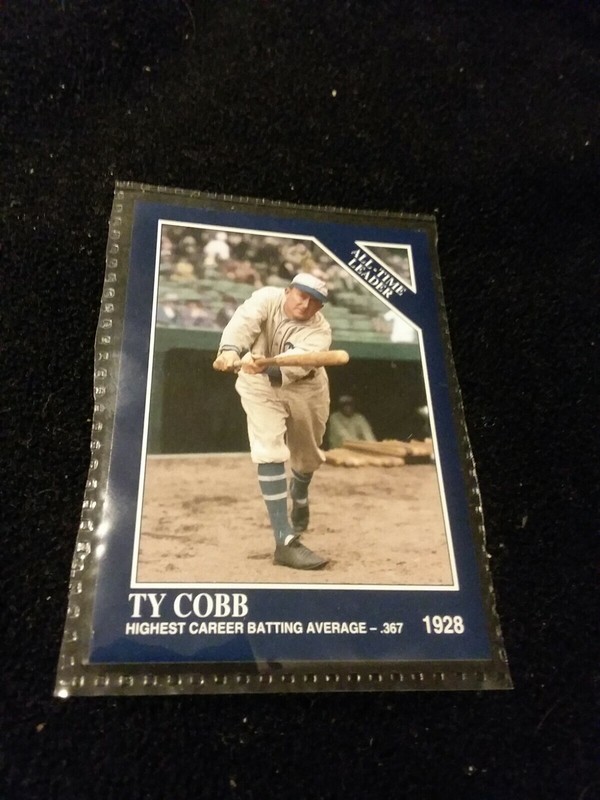 ALL-TIME
LEADER
TY COBB
HIGHEST CAREER BATTING AVERAGE – .367
1928